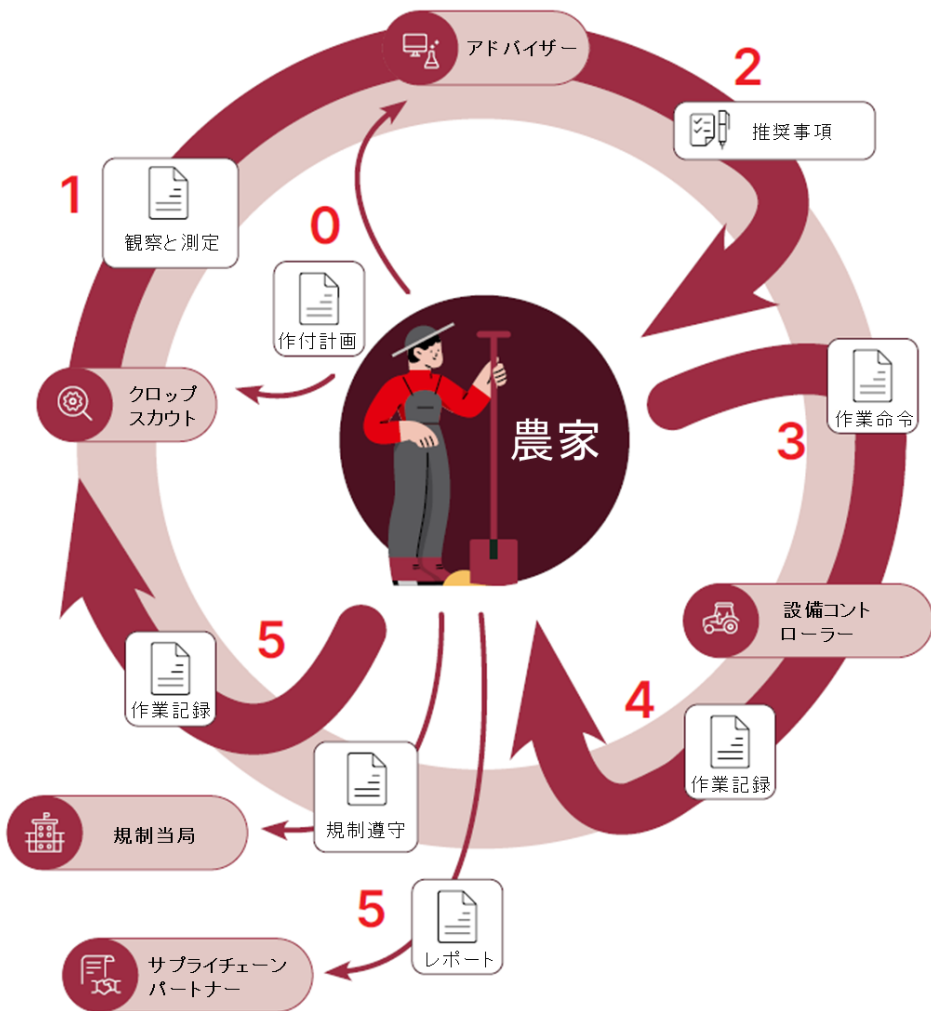 アドバイザー
2
推奨事項
1
観察と測定
0
作付計画
クロップ
スカウト
農家
作業命令
3
設備コント
ローラー
5
作業記録
4
作業記録
規制遵守
規制当局
5
レポート
サプライチェーン
パートナー